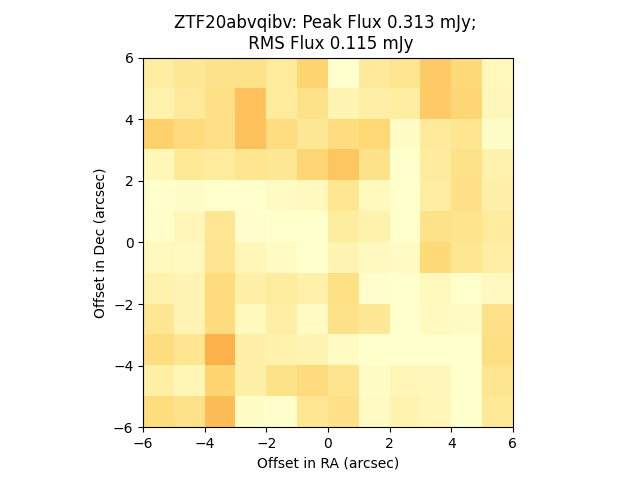 ZTF20abvqibv: Peak Flux 0.313 mJy;
RMS Flux 0.115 mJy
6
4
2
0
−2
−4
−6
Offset in Dec (arcsec)
−6 −4 −2 0 2 4 6
Offset in RA (arcsec)